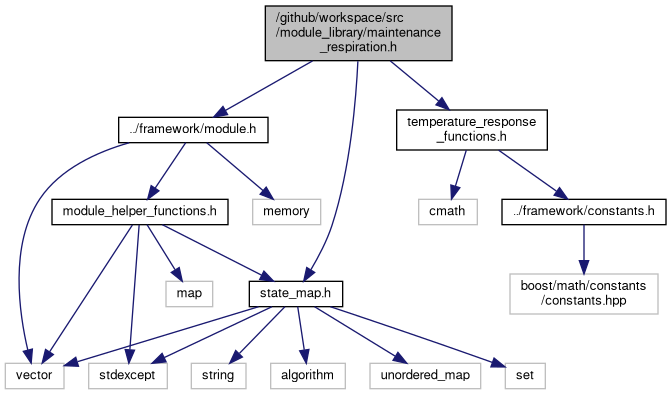 /github/workspace/src
/module_library/maintenance
_respiration.h
../framework/module.h
temperature_response
_functions.h
module_helper_functions.h
memory
cmath
../framework/constants.h
map
state_map.h
boost/math/constants
/constants.hpp
vector
stdexcept
string
algorithm
unordered_map
set